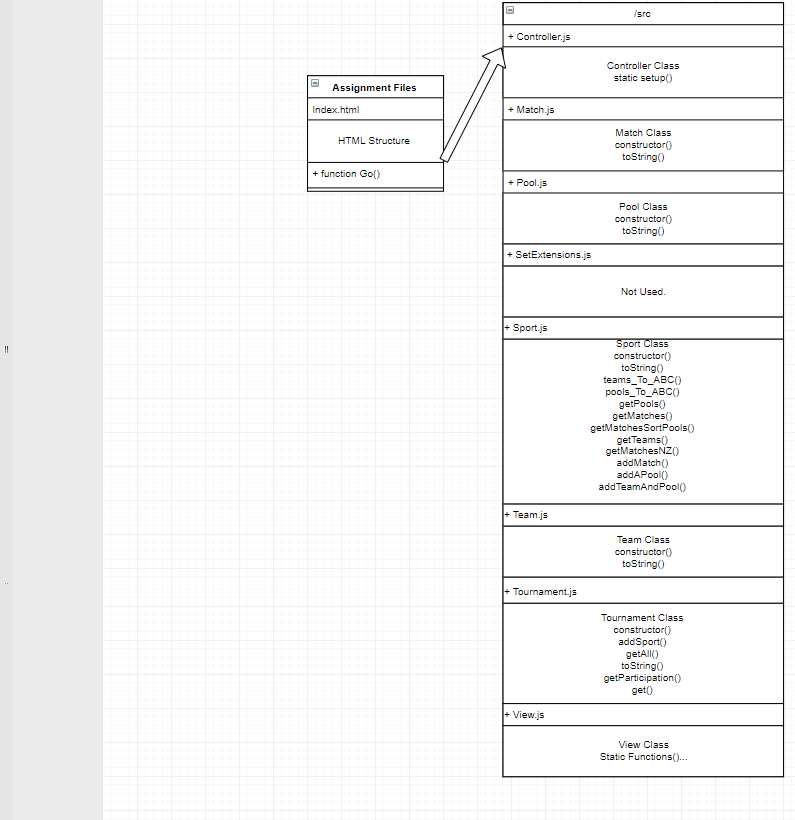 Assignment Files
Index.html
HTML Structure
+ function Go()
/src
+ Controller.js
Controller Class
static setup()
+ Match.js
Match Class
constructor()
toString()
+ Pool.js
Pool Class
constructor()
toString()
+ SetExtensions.js
Not Used.
+ Sport.js
Sport Class
constructor()
toString()
teams_To_ABC()
pools_To_ABC()
getPools()
getMatches()
getMatchesSortPools()
getTeams()
getMatchesNZ()
addMatch()
addAPool()
addTeamAndPool()
+ Team.js
Team Class
constructor()
toString()
+ Tournament.js
Tournament Class
constructor()
addSport()
getAll()
toString()
getParticipation()
get()
+ View.js
View Class
Static Functions()...